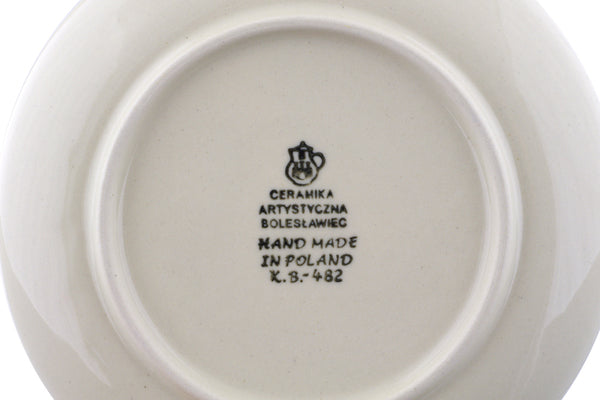 CERAMIKA
ARTYSTYCZNA
BOLESŁAWIEC
HAND MADE
IN POLAND
K.B.-482